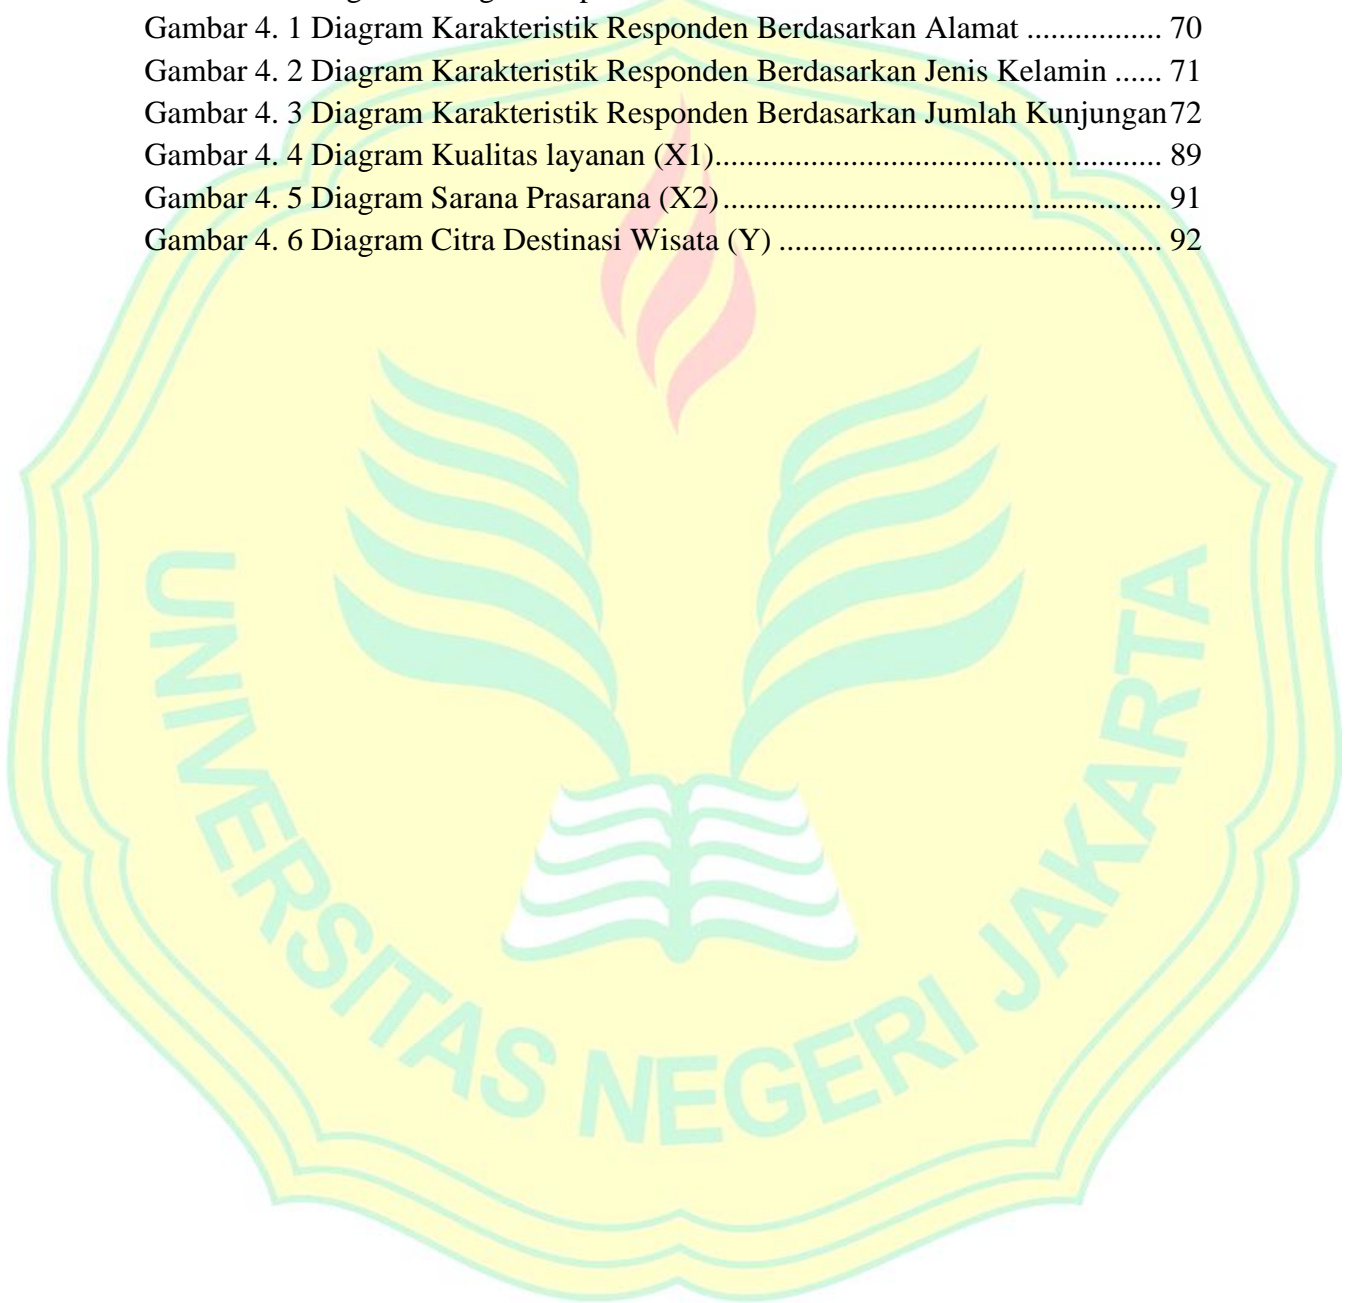 Gambar 4. 1 Diagram Karakteristik Responden Berdasarkan Alamat ................. 70
Gambar 4. 2 Diagram Karakteristik Responden Berdasarkan Jenis Kelamin ...... 71
Gambar 4. 3 Diagram Karakteristik Responden Berdasarkan Jumlah Kunjungan72
Gambar 4. 4 Diagram Kualitas layanan (X1)............................................... 89
Gambar 4. 5 Diagram Sarana Prasarana (X2).............................................. 91
Gambar 4. 6 Diagram Citra Destinasi Wisata (Y) ........................................ 92
UNIVERSITAS NEGERI JAKARTA